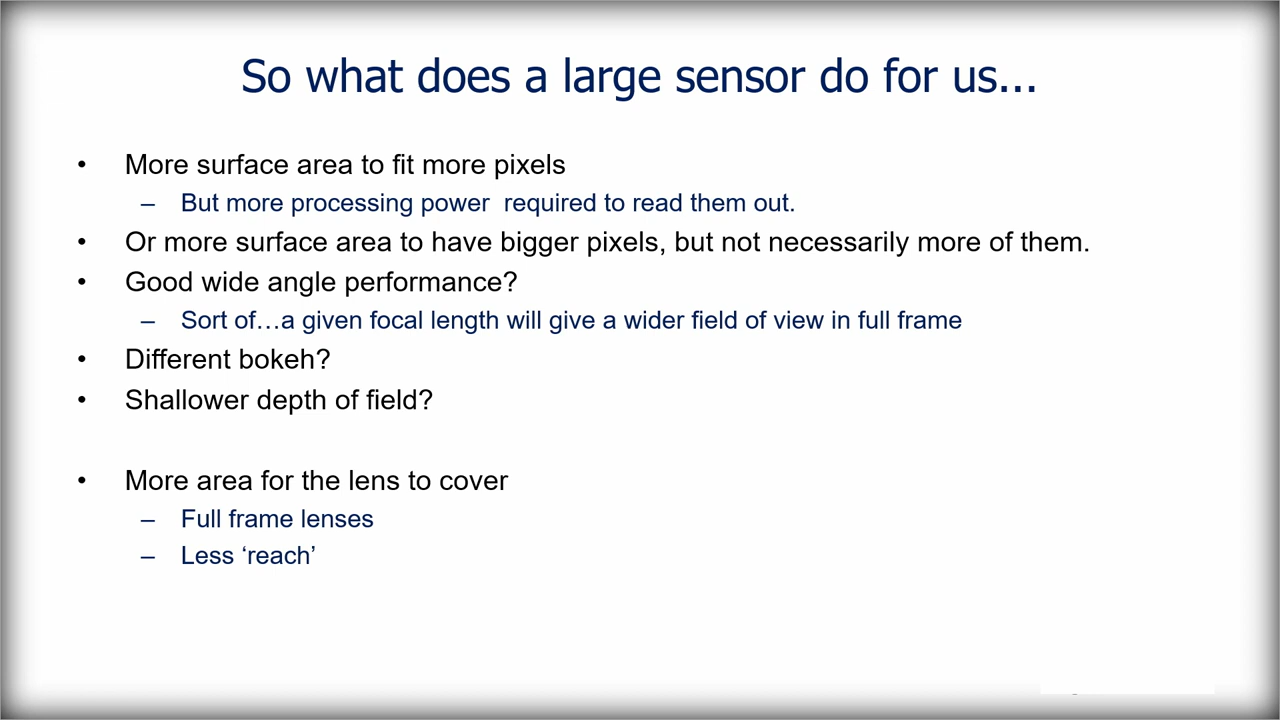 So what does a large sensor do for us...
• More surface area to fit more pixels
– But more processing power  required to read them out.
• Or more surface area to have bigger pixels, but not necessarily more of them.
• Good wide angle performance?
– Sort of…a given focal length will give a wider field of view in full frame
• Different bokeh?
• Shallower depth of field?
• More area for the lens to cover
– Full frame lenses
– Less ‘reach’